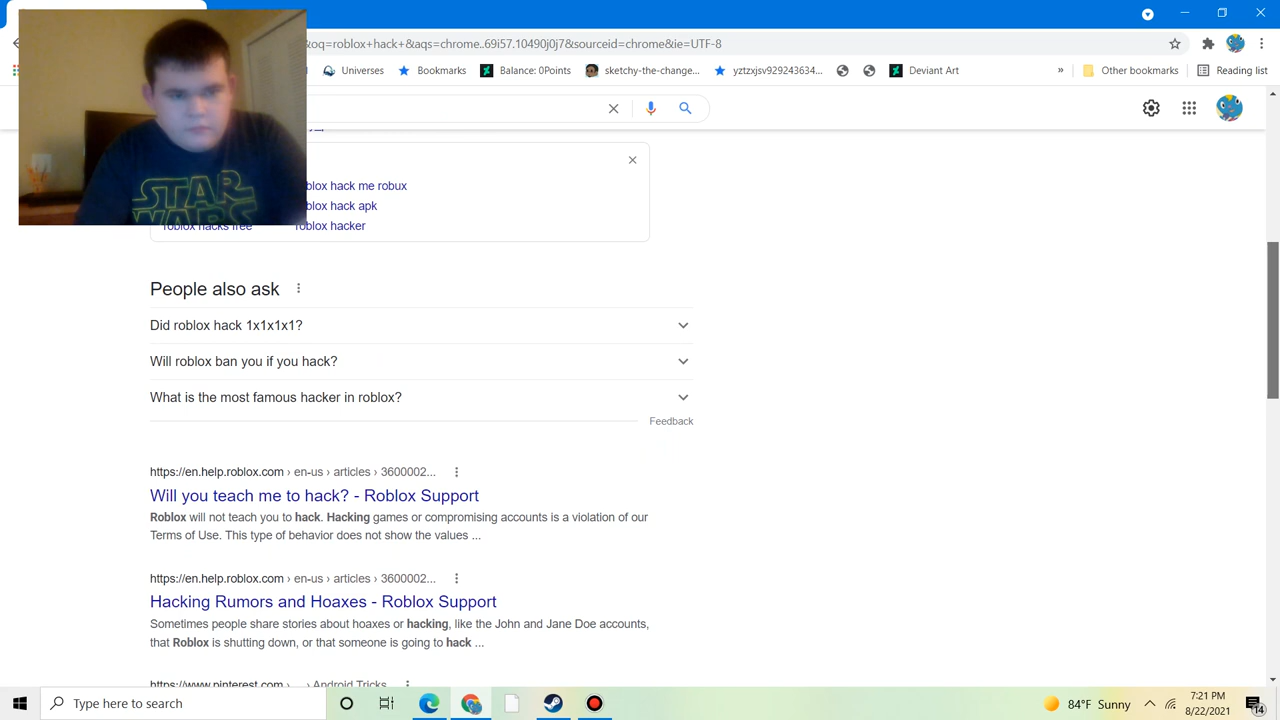 &oq=roblox+hack+&aqs=chrome..69i57.10490j0j7&sourceid=chrome&ie=UTF-8
Universes
Bookmarks
Balance: 0Points
sketchy-the-change...
yztzxjsv929243634...
Deviant Art
»
Other bookmarks
Reading list
STAR
WARS
blox hack me robux
blox hack apk
roblox hacks free
roblox hacker
People also ask
Did roblox hack 1x1x1x1?
Will roblox ban you if you hack?
What is the most famous hacker in roblox?
Feedback
https://en.help.roblox.com › en-us › articles › 3600002...
Will you teach me to hack? - Roblox Support
Roblox will not teach you to hack. Hacking games or compromising accounts is a violation of our
Terms of Use. This type of behavior does not show the values ...
https://en.help.roblox.com › en-us › articles › 3600002...
Hacking Rumors and Hoaxes - Roblox Support
Sometimes people share stories about hoaxes or hacking, like the John and Jane Doe accounts,
that Roblox is shutting down, or that someone is going to hack ...
https://www.pinterest.com › ... › Android Tricks
Type here to search
84°F Sunny
7:21 PM
8/22/2021
14